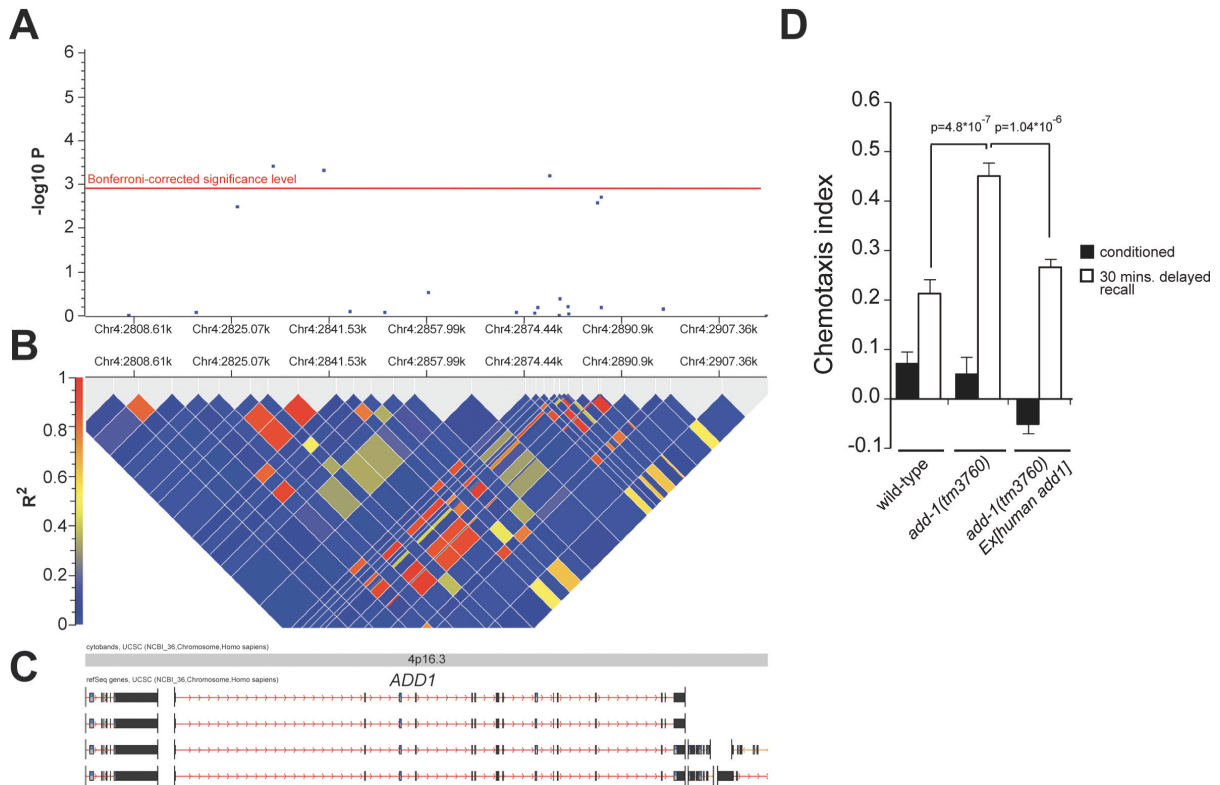 A
6
5
4
3
2
1
0
-log10 P
Bonferroni-corrected significance level
Chr4:2808.61k Chr4:2825.07k Chr4:2841.53k Chr4:2857.99k Chr4:2874.44k Chr4:2890.9k Chr4:2907.36k
B
Chr4:2808.61k Chr4:2825.07k Chr4:2841.53k Chr4:2857.99k Chr4:2874.44k Chr4:2890.9k Chr4:2907.36k
1
0.8
0.6
0.4
0.2
0
R²
C
cytobands, UCSC (NCBI_36,Chromosome,Homo sapiens)
4p16.3
refSeq genes, UCSC (NCBI_36,Chromosome,Homo sapiens)
ADD1
D
0.6
0.5
0.4
0.3
0.2
0.1
0.0
-0.1
Chemotaxis index
p=4.8*10⁻⁷ p=1.04*10⁻⁶
conditioned
30 mins. delayed
recall
wild-type
add-1(tm3760)
add-1(tm3760)
Ex[human add1]